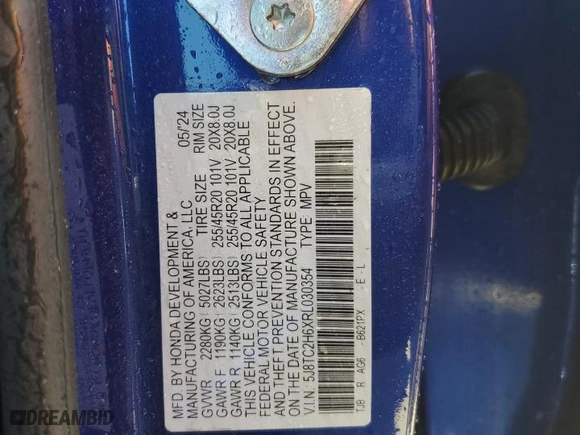 MFD. BY HONDA DEVELOPMENT &
MANUFACTURING OF AMERICA, LLC 05/'24
TIRE SIZE RIM SIZE
GVWR 2280KG( 5027LBS)
GAWR F 1190KG( 2623LBS) 255/45R20 101V 20X8.0J
GAWR R 1140KG( 2513LBS) 255/45R20 101V 20X8.0J
THIS VEHICLE CONFORMS TO ALL APPLICABLE
FEDERAL MOTOR VEHICLE SAFETY
AND THEFT PREVENTION STANDARDS IN EFFECT
ON THE DATE OF MANUFACTURE SHOWN ABOVE.
V.I.N. 5J8TC2H6XRL030354 TYPE MPV
TJB R AG6 B621PX E - L
DREAMBID